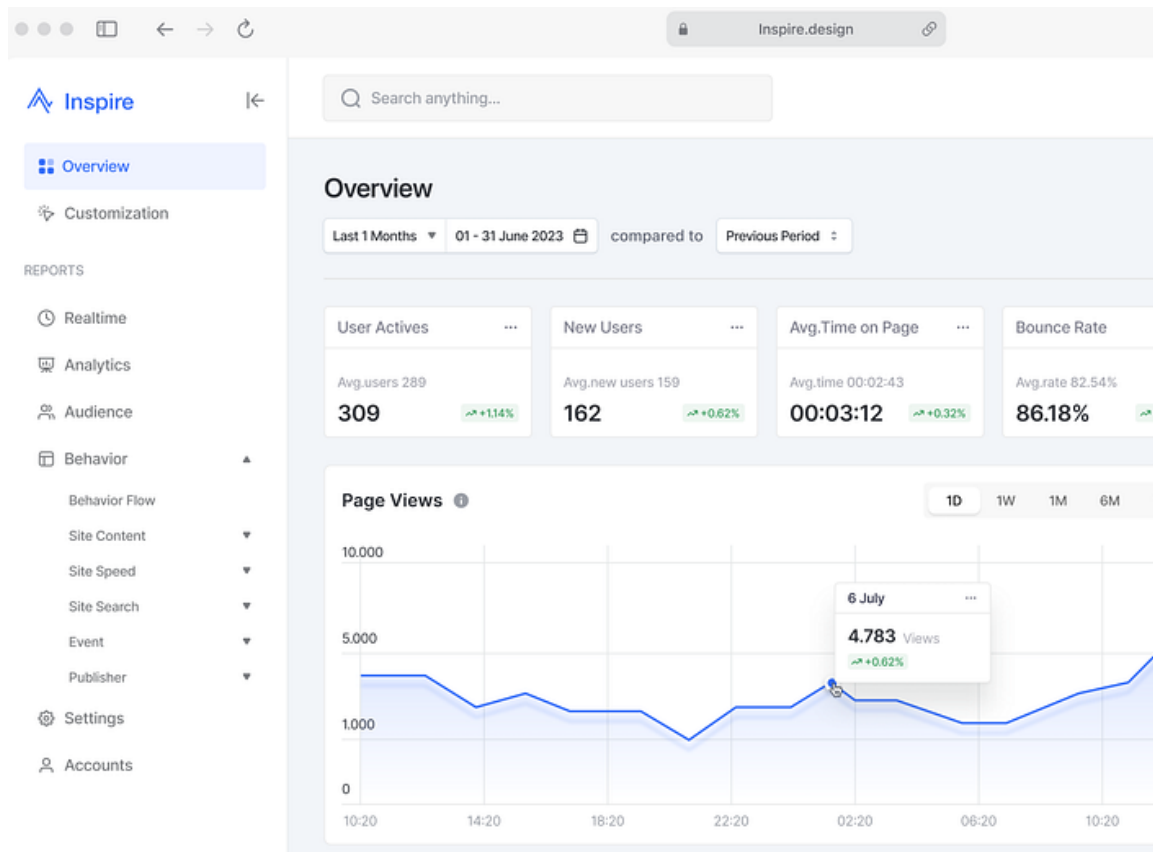 Inspire.design
Inspire
Search anything...
Overview
Customization
REPORTS
Realtime
Analytics
Audience
Behavior
Behavior Flow
Site Content
Site Speed
Site Search
Event
Publisher
Settings
Accounts
Overview
Last 1 Months 01 - 31 June 2023 compared to Previous Period
User Actives
Avg.users 289
309 +1,14%
New Users
Avg.new users 159
162 +0.62%
Avg.Time on Page
Avg.time 00:02:43
00:03:12 +0.32%
Bounce Rate
Avg.rate 82.54%
86.18%
Page Views
1D 1W 1M 6M
10.000
5.000
1.000
0
6 July
4.783 Views
+0.62%
10:20 14:20 18:20 22:20 02:20 06:20 10:20